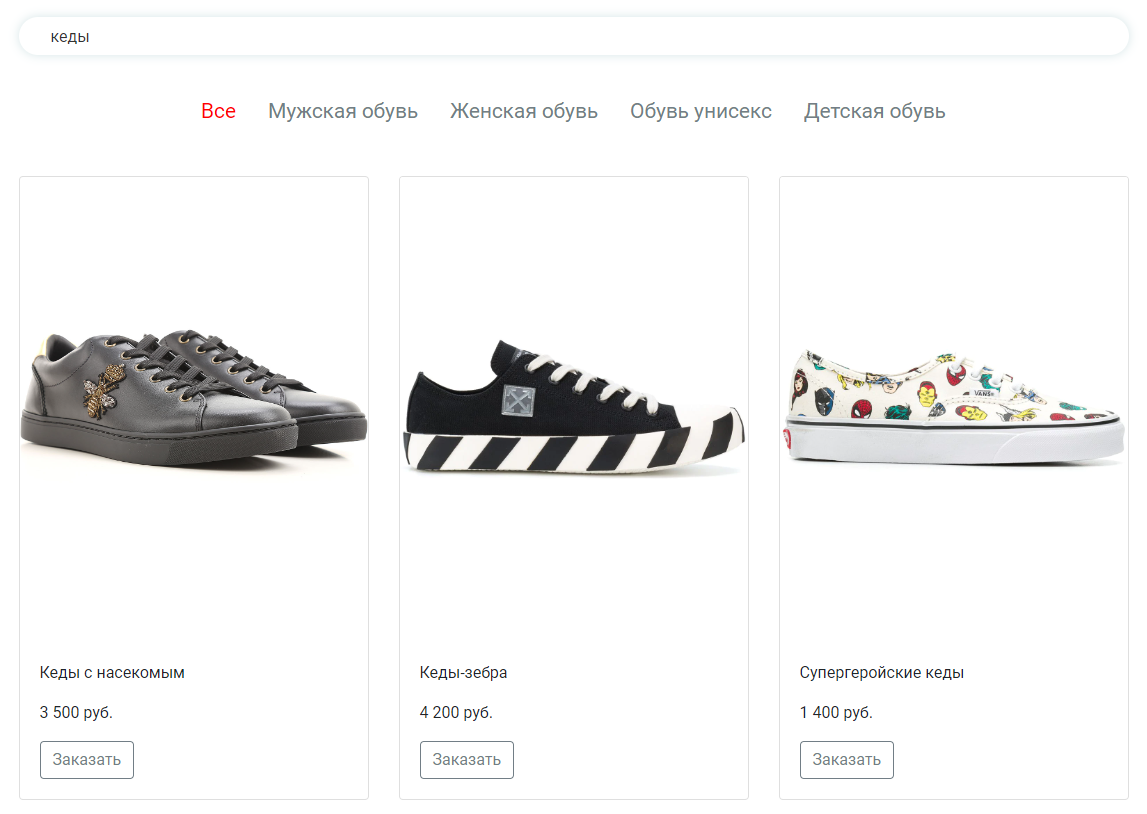 кеды
Все Мужская обувь Женская обувь Обувь унисекс Детская обувь
VANS
Кеды с насекомым
3 500 руб.
Заказать
Кеды-зебра
4 200 руб.
Заказать
Супергеройские кеды
1 400 руб.
Заказать